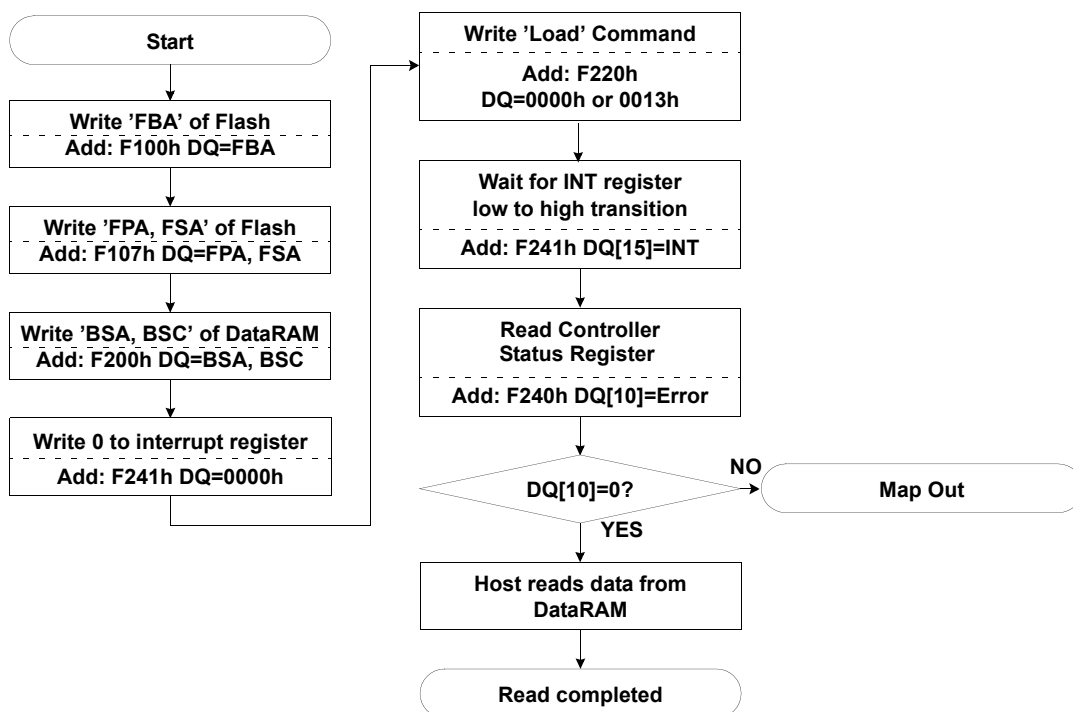 Start
Write ’FBA’ of Flash
Add: F100h DQ=FBA
Write ’FPA, FSA’ of Flash
Add: F107h DQ=FPA, FSA
Write ’BSA, BSC’ of DataRAM
Add: F200h DQ=BSA, BSC
Write 0 to interrupt register
Add: F241h DQ=0000h
Write ’Load’ Command
Add: F220h
DQ=0000h or 0013h
Wait for INT register
low to high transition
Add: F241h DQ[15]=INT
Read Controller
Status Register
Add: F240h DQ[10]=Error
DQ[10]=0?
NO
Map Out
YES
Host reads data from
DataRAM
Read completed